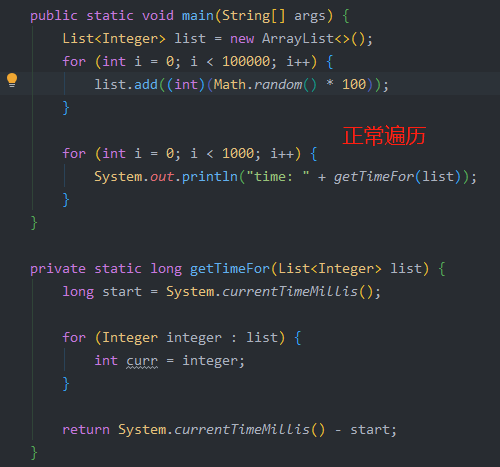 public static void main(String[] args) {
    List<Integer> list = new ArrayList<>();
    for (int i = 0; i < 100000; i++) {
        list.add((int)(Math.random() * 100));
    }
正常遍历
    for (int i = 0; i < 1000; i++) {
        System.out.println("time: " + getTimeFor(list));
    }
}
private static long getTimeFor(List<Integer> list) {
    long start = System.currentTimeMillis();
    for (Integer integer : list) {
        int curr = integer;
    }
    return System.currentTimeMillis() - start;
}